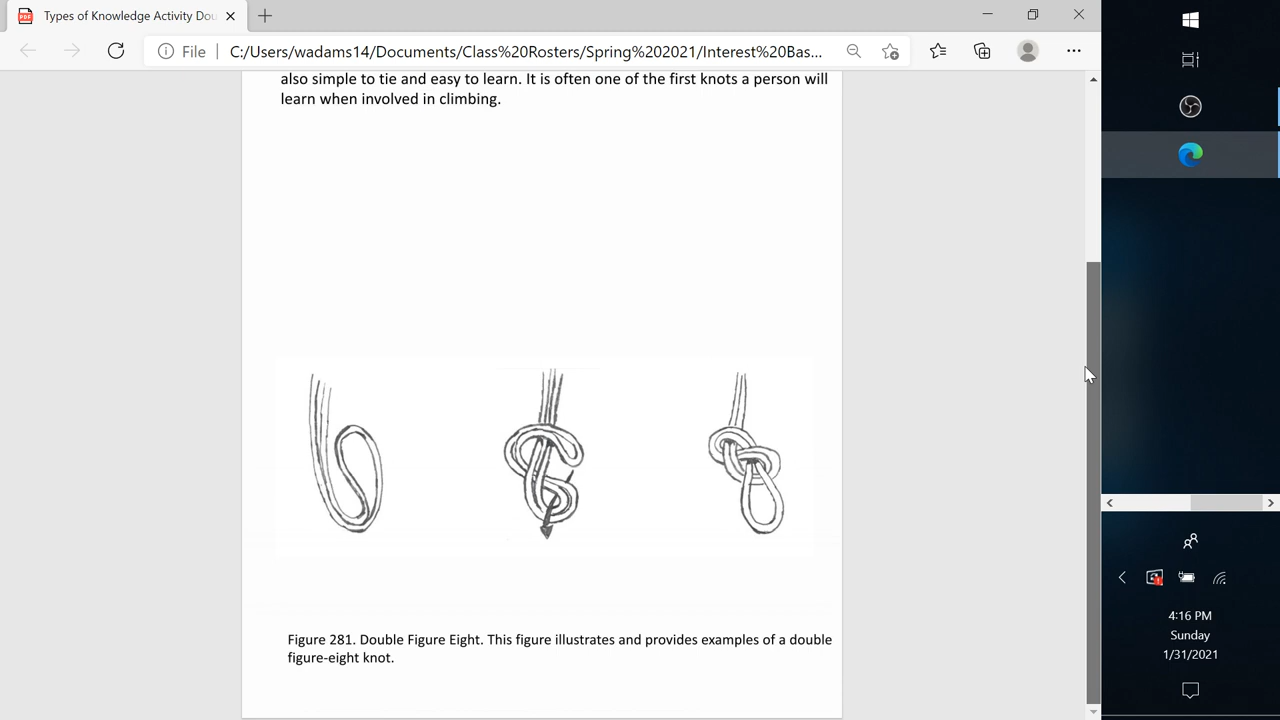 Types of Knowledge Activity Dou
File
C:/Users/wadams14/Documents/Class%20Rosters/Spring%202021/Interest%20Bas...
also simple to tie and easy to learn. It is often one of the first knots a person will
learn when involved in climbing.
Figure 281. Double Figure Eight. This figure illustrates and provides examples of a double
figure-eight knot.
4:16 PM
Sunday
1/31/2021